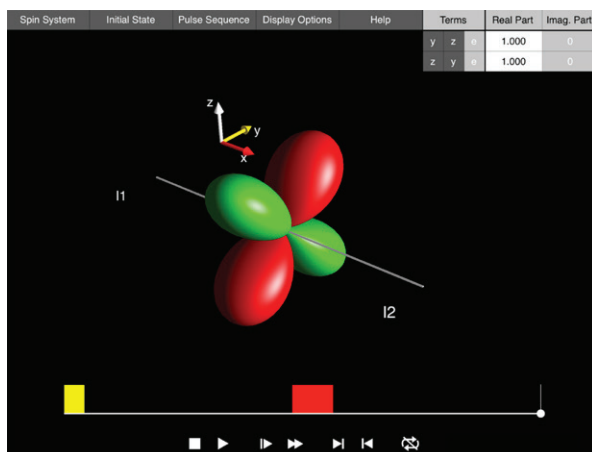 Spin System Initial State Pulse Sequence Display Options Help Terms Real Part Imag. Part
y z e 1.000 0
z y e 1.000 0
z
y
x
I1
I2